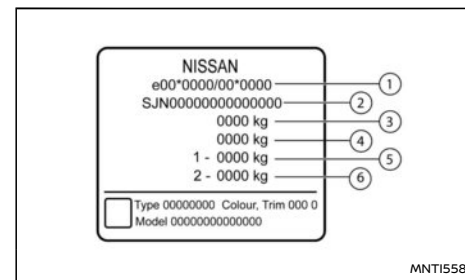 NISSAN
e00*0000/00*0000 1
SJN00000000000000 2
0000 kg 3
0000 kg 4
1 - 0000 kg 5
2 - 0000 kg 6
Type 00000000 Colour, Trim 000 0
Model 00000000000000
MNTI558